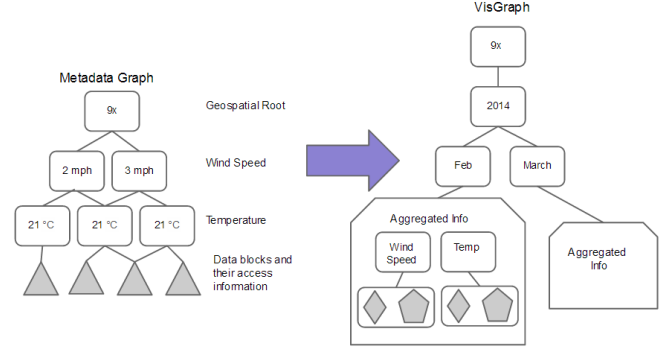 VisGraph
9x
Metadata Graph
9x
Geospatial Root
2014
2 mph
3 mph
Wind Speed
Feb
March
21 °C
21 °C
21 °C
Temperature
Aggregated Info
Wind
Speed
Temp
Aggregated
Info
Data blocks and
their access
information